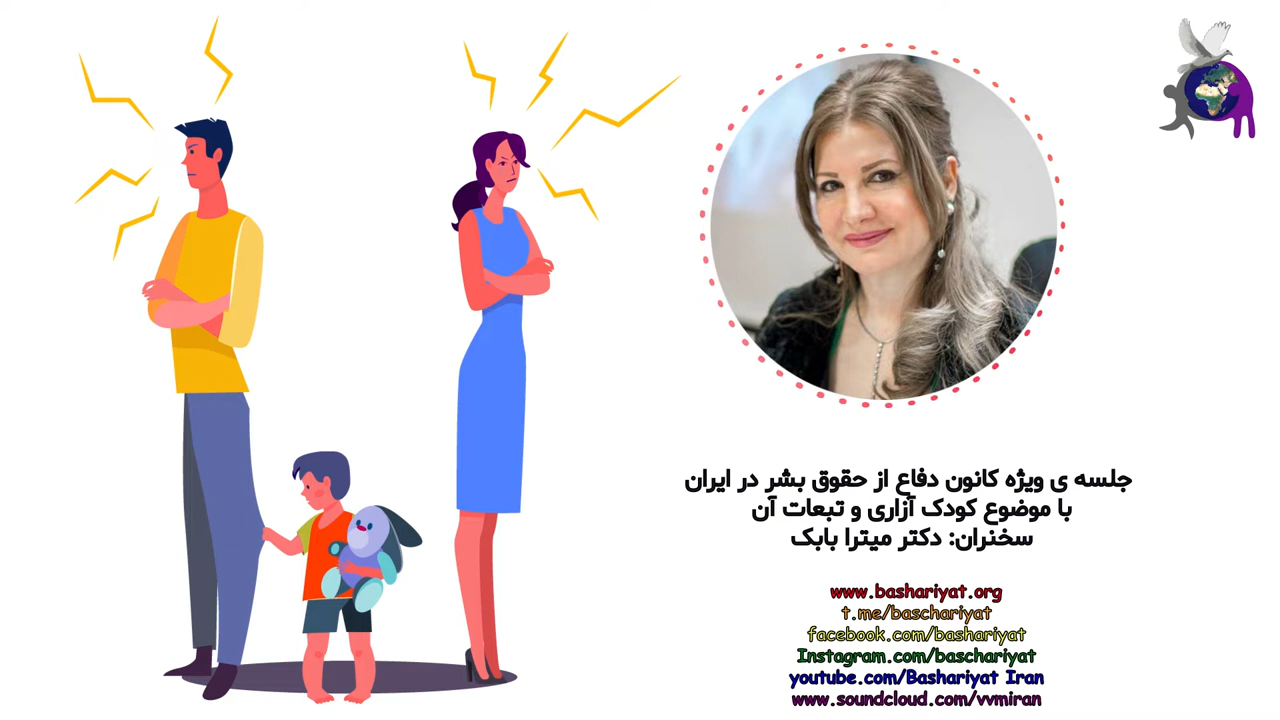 جلسه ی ویژه کانون دفاع از حقوق بشر در ایران
با موضوع کودک آزاری و تبعات آن
سخنران: دکتر میترا بابک
www.bashariyat.org
t.me/baschariyat
facebook.com/bashariyat
Instagram.com/baschariyat
youtube.com/Bashariyat Iran
www.soundcloud.com/vvmiran